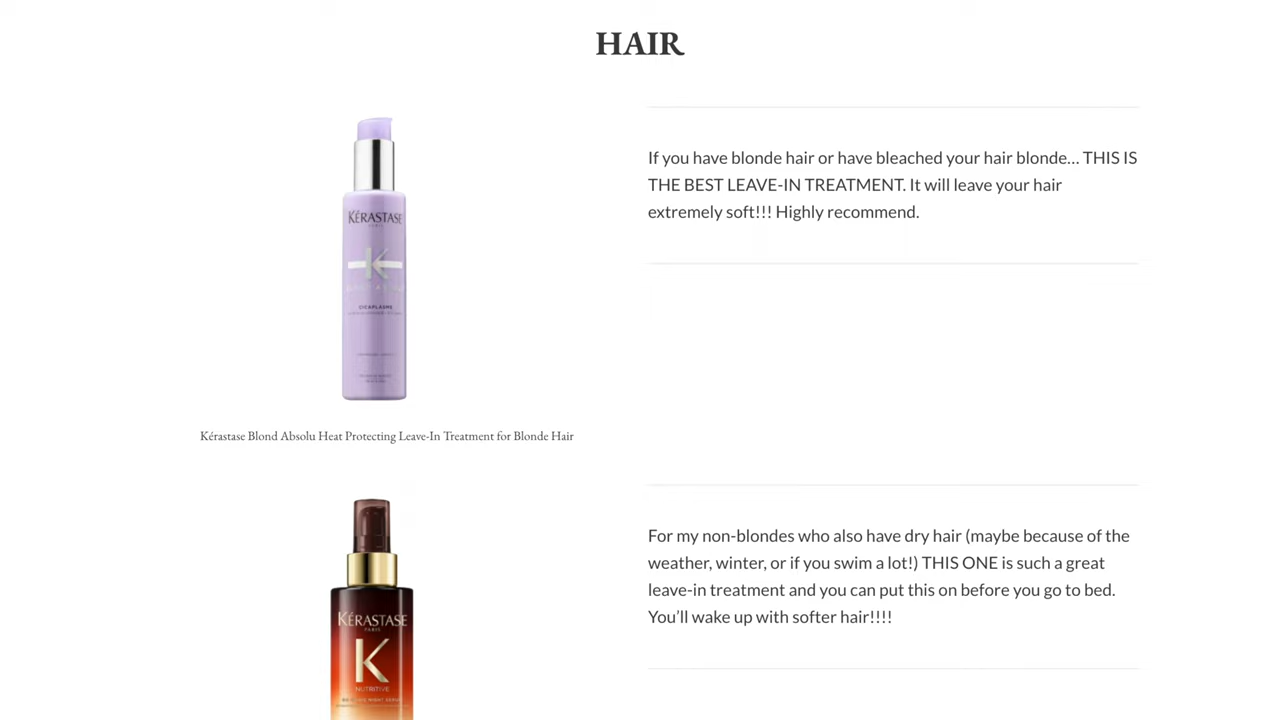 HAIR
If you have blonde hair or have bleached your hair blonde... THIS IS
THE BEST LEAVE-IN TREATMENT. It will leave your hair
extremely soft!!! Highly recommend.
KÉRASTASE
PARIS
K
CICAPLASME
Kérastase Blond Absolu Heat Protecting Leave-In Treatment for Blonde Hair
For my non-blondes who also have dry hair (maybe because of the
weather, winter, or if you swim a lot!) THIS ONE is such a great
leave-in treatment and you can put this on before you go to bed.
You’ll wake up with softer hair!!!!
KÉRASTASE
PARIS
K
NUTRITIVE